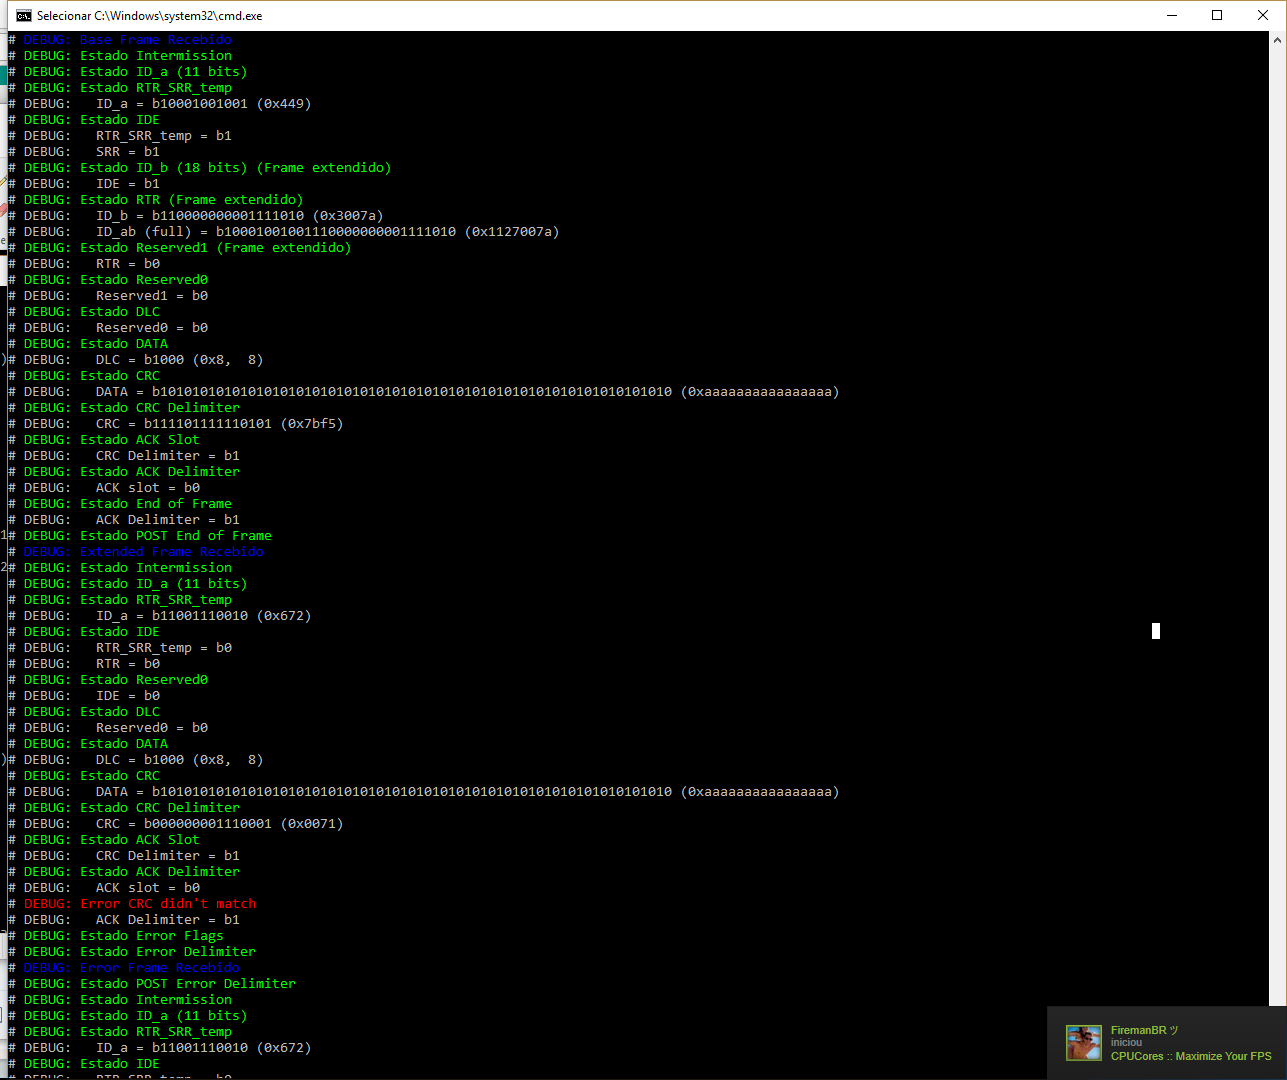 Selecionar C:\Windows\system32\cmd.exe
# DEBUG: Base Frame Recebido
# DEBUG: Estado Intermission
# DEBUG: Estado ID_a (11 bits)
# DEBUG: Estado RTR_SRR_temp
# DEBUG:   ID_a = b10001001001 (0x449)
# DEBUG: Estado IDE
# DEBUG:   RTR_SRR_temp = b1
# DEBUG:   SRR = b1
# DEBUG: Estado ID_b (18 bits) (Frame extendido)
# DEBUG:   IDE = b1
# DEBUG: Estado RTR (Frame extendido)
# DEBUG:   ID_b = b110000000001111010 (0x3007a)
# DEBUG:   ID_ab (full) = b10001001001110000000001111010 (0x1127007a)
# DEBUG: Estado Reserved1 (Frame extendido)
# DEBUG:   RTR = b0
# DEBUG: Estado Reserved0
# DEBUG:   Reserved1 = b0
# DEBUG: Estado DLC
# DEBUG:   Reserved0 = b0
# DEBUG: Estado DATA
# DEBUG:   DLC = b1000 (0x8,  8)
# DEBUG: Estado CRC
# DEBUG:   DATA = b1010101010101010101010101010101010101010101010101010101010101010 (0xaaaaaaaaaaaaaaaa)
# DEBUG: Estado CRC Delimiter
# DEBUG:   CRC = b111101111110101 (0x7bf5)
# DEBUG: Estado ACK Slot
# DEBUG:   CRC Delimiter = b1
# DEBUG: Estado ACK Delimiter
# DEBUG:   ACK slot = b0
# DEBUG: Estado End of Frame
# DEBUG:   ACK Delimiter = b1
# DEBUG: Estado POST End of Frame
# DEBUG: Extended Frame Recebido
# DEBUG: Estado Intermission
# DEBUG: Estado ID_a (11 bits)
# DEBUG: Estado RTR_SRR_temp
# DEBUG:   ID_a = b11001110010 (0x672)
# DEBUG: Estado IDE
# DEBUG:   RTR_SRR_temp = b0
# DEBUG:   RTR = b0
# DEBUG: Estado Reserved0
# DEBUG:   IDE = b0
# DEBUG: Estado DLC
# DEBUG:   Reserved0 = b0
# DEBUG: Estado DATA
# DEBUG:   DLC = b1000 (0x8,  8)
# DEBUG: Estado CRC
# DEBUG:   DATA = b1010101010101010101010101010101010101010101010101010101010101010 (0xaaaaaaaaaaaaaaaa)
# DEBUG: Estado CRC Delimiter
# DEBUG:   CRC = b000000001110001 (0x0071)
# DEBUG: Estado ACK Slot
# DEBUG:   CRC Delimiter = b1
# DEBUG: Estado ACK Delimiter
# DEBUG:   ACK slot = b0
# DEBUG: Error CRC didn't match
# DEBUG:   ACK Delimiter = b1
# DEBUG: Estado Error Flags
# DEBUG: Estado Error Delimiter
# DEBUG: Error Frame Recebido
# DEBUG: Estado POST Error Delimiter
# DEBUG: Estado Intermission
# DEBUG: Estado ID_a (11 bits)
# DEBUG: Estado RTR_SRR_temp
# DEBUG:   ID_a = b11001110010 (0x672)
# DEBUG: Estado IDE
# DEBUG:   RTR_SRR_temp = b0
FiremanBR ツ
iniciou
CPUCores :: Maximize Your FPS